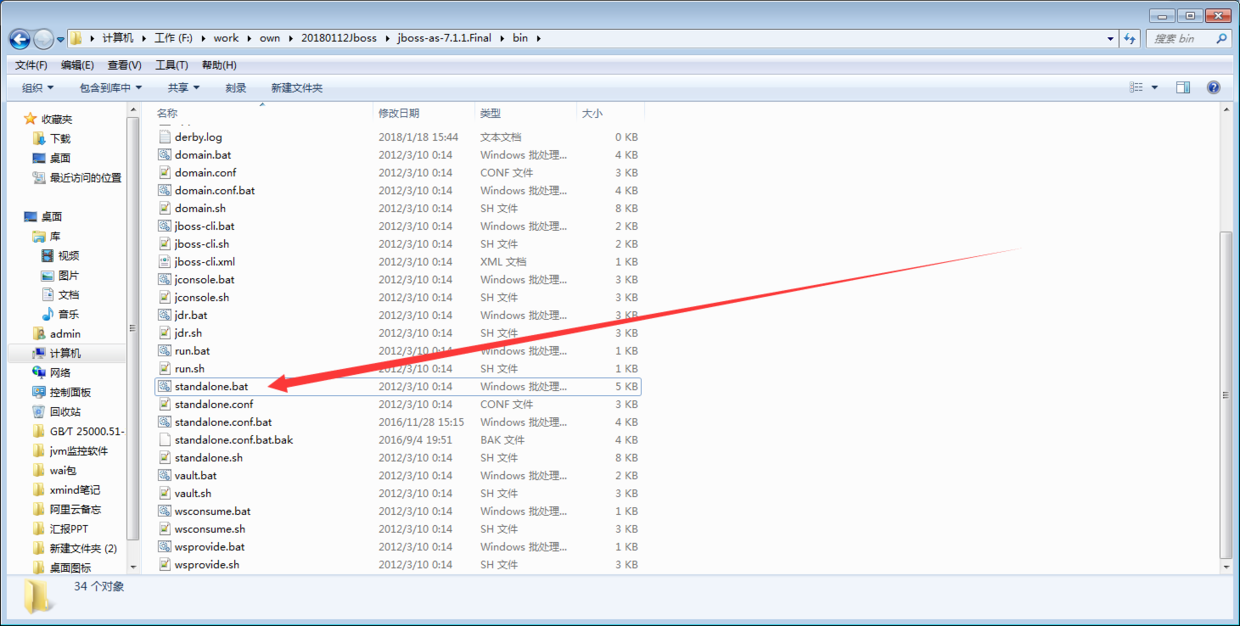 计算机 ▸ 工作 (F:) ▸ work ▸ own ▸ 20180112Jboss ▸ jboss-as-7.1.1.Final ▸ bin ▸
搜索 bin
文件(F) 编辑(E) 查看(V) 工具(T) 帮助(H)
组织 包含到库中 共享 刻录 新建文件夹
收藏夹
下载
桌面
最近访问的位置
桌面
库
视频
图片
文档
音乐
admin
计算机
网络
控制面板
回收站
GB/T 25000.51-
jvm监控软件
wai包
xmind笔记
阿里云备忘
汇报PPT
新建文件夹 (2)
桌面图标
名称 修改日期 类型 大小
derby.log 2018/1/18 15:44 文本文档 0 KB
domain.bat 2012/3/10 0:14 Windows 批处理... 4 KB
domain.conf 2012/3/10 0:14 CONF 文件 3 KB
domain.conf.bat 2012/3/10 0:14 Windows 批处理... 4 KB
domain.sh 2012/3/10 0:14 SH 文件 8 KB
jboss-cli.bat 2012/3/10 0:14 Windows 批处理... 2 KB
jboss-cli.sh 2012/3/10 0:14 SH 文件 2 KB
jboss-cli.xml 2012/3/10 0:14 XML 文档 1 KB
jconsole.bat 2012/3/10 0:14 Windows 批处理... 3 KB
jconsole.sh 2012/3/10 0:14 SH 文件 3 KB
jdr.bat 2012/3/10 0:14 Windows 批处理... 3 KB
jdr.sh 2012/3/10 0:14 SH 文件 3 KB
run.bat 2012/3/10 0:14 Windows 批处理... 1 KB
run.sh 2012/3/10 0:14 SH 文件 1 KB
standalone.bat 2012/3/10 0:14 Windows 批处理... 5 KB
standalone.conf 2012/3/10 0:14 CONF 文件 3 KB
standalone.conf.bat 2016/11/28 15:15 Windows 批处理... 4 KB
standalone.conf.bat.bak 2016/9/4 19:51 BAK 文件 4 KB
standalone.sh 2012/3/10 0:14 SH 文件 8 KB
vault.bat 2012/3/10 0:14 Windows 批处理... 2 KB
vault.sh 2012/3/10 0:14 SH 文件 3 KB
wsconsume.bat 2012/3/10 0:14 Windows 批处理... 1 KB
wsconsume.sh 2012/3/10 0:14 SH 文件 3 KB
wsprovide.bat 2012/3/10 0:14 Windows 批处理... 1 KB
wsprovide.sh 2012/3/10 0:14 SH 文件 3 KB
34 个对象